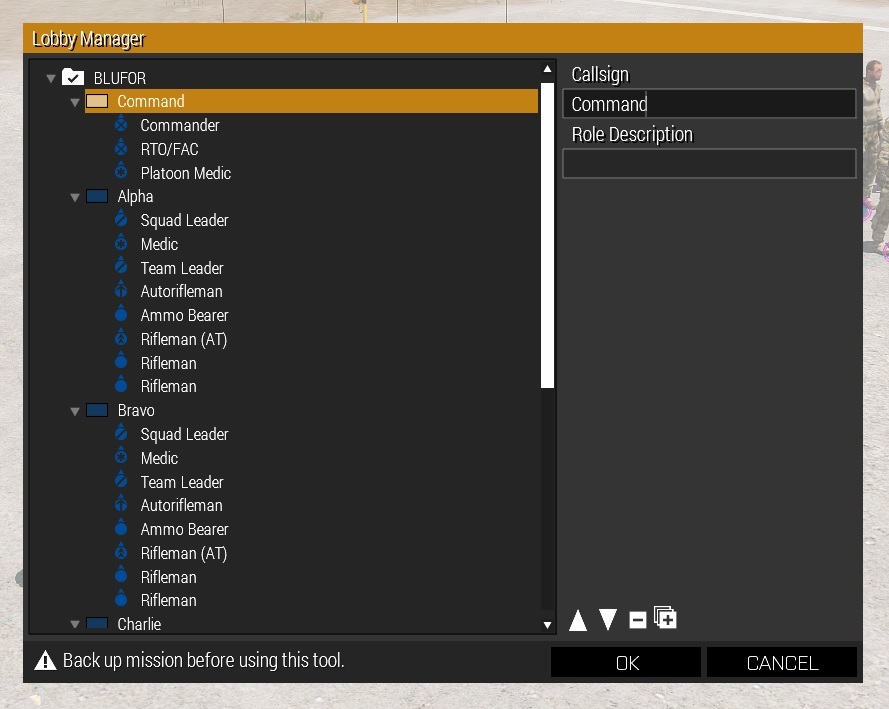 Lobby Manager
BLUFOR
Command
Commander
RTO/FAC
Platoon Medic
Alpha
Squad Leader
Medic
Team Leader
Autorifleman
Ammo Bearer
Rifleman (AT)
Rifleman
Rifleman
Bravo
Squad Leader
Medic
Team Leader
Autorifleman
Ammo Bearer
Rifleman (AT)
Rifleman
Rifleman
Charlie
Callsign
Command
Role Description
Back up mission before using this tool.
OK
CANCEL